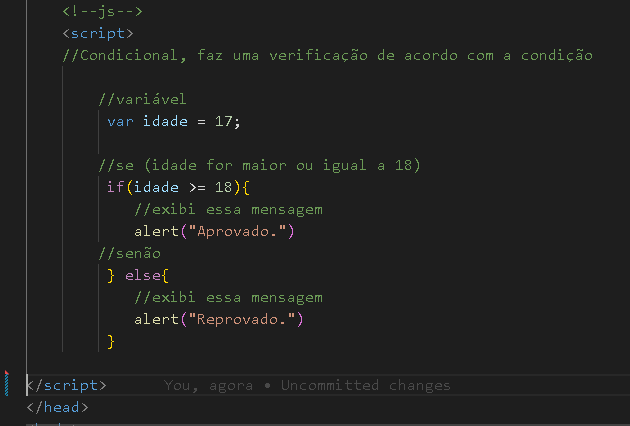 <!--js-->
<script>
//Condicional, faz uma verificação de acordo com a condição
//variável
var idade = 17;
//se (idade for maior ou igual a 18)
if(idade >= 18){
//exibi essa mensagem
alert("Aprovado.")
//senão
} else{
//exibi essa mensagem
alert("Reprovado.")
}
</script> You, agora • Uncommitted changes
</head>